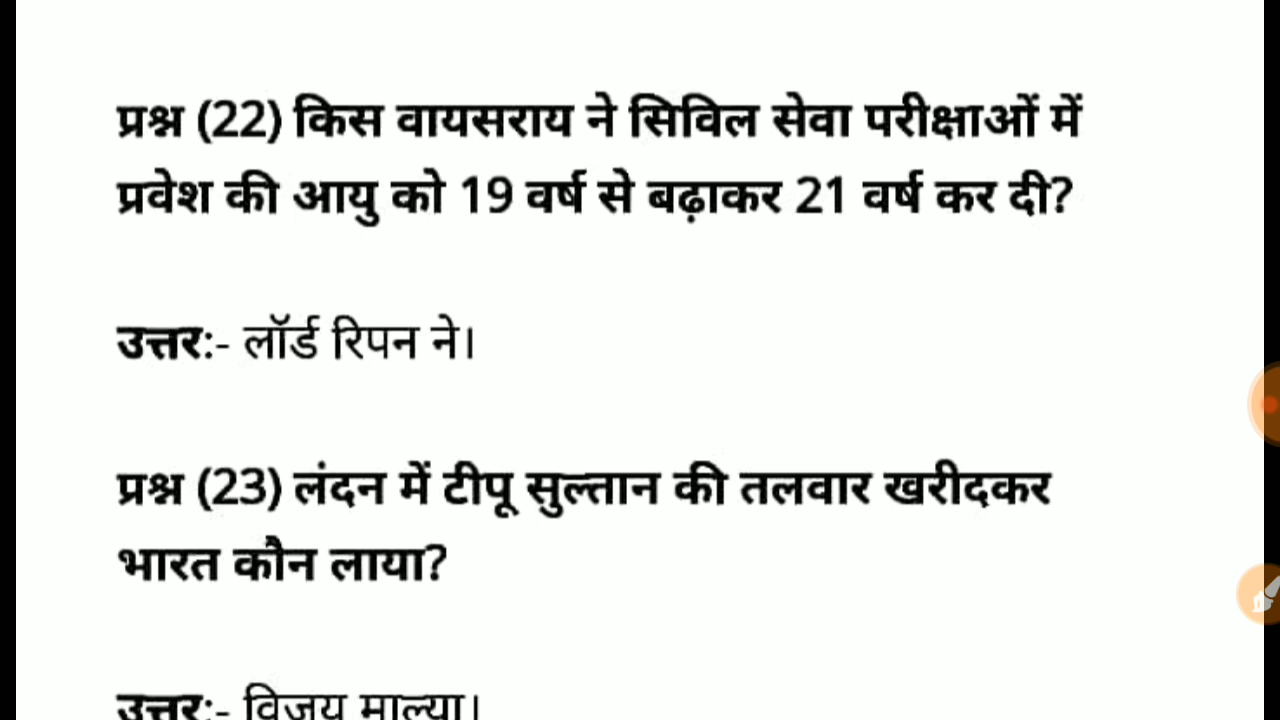 प्रश्न (22) किस वायसराय ने सिविल सेवा परीक्षाओं में
प्रवेश की आयु को 19 वर्ष से बढ़ाकर 21 वर्ष कर दी?
उत्तर:- लॉर्ड रिपन ने।
प्रश्न (23) लंदन में टीपू सुल्तान की तलवार खरीदकर
भारत कौन लाया?
उत्तर:- विजय माल्या।